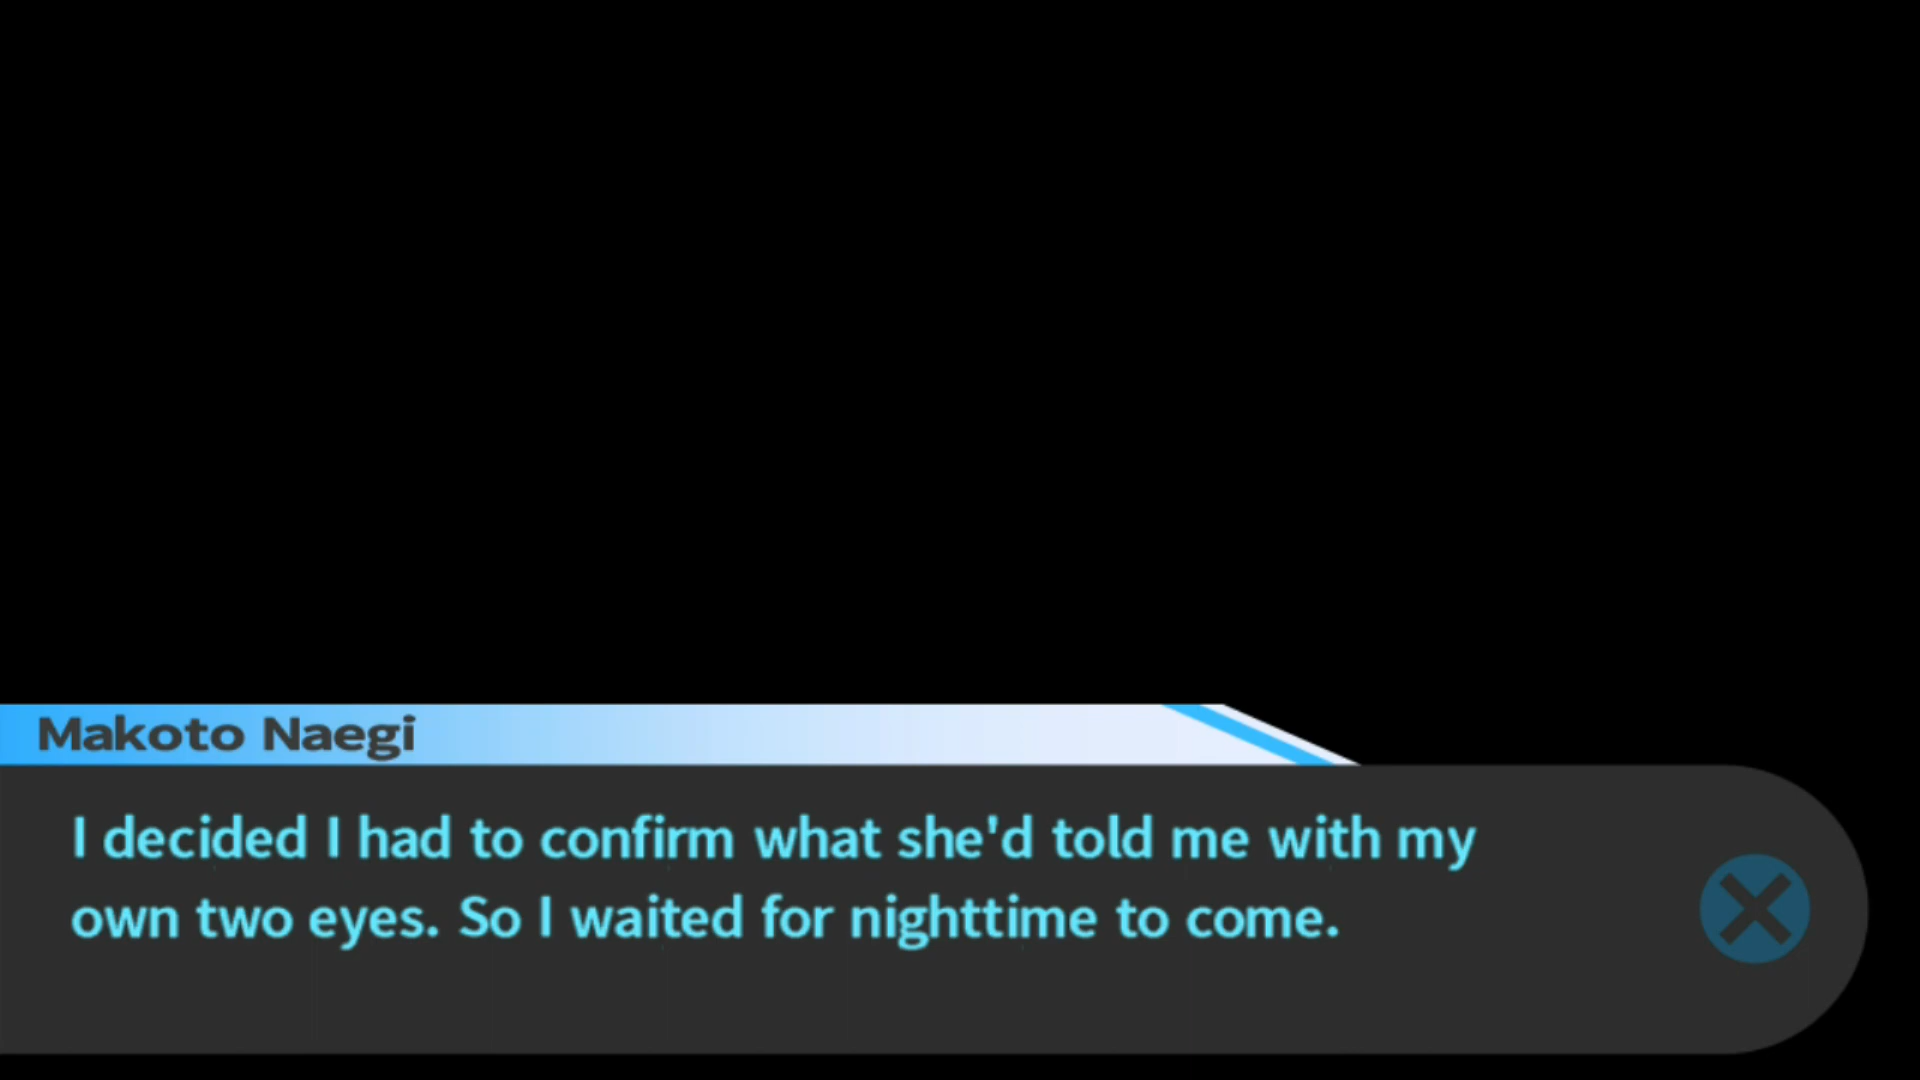 Makoto Naegi
I decided I had to confirm what she'd told me with my
own two eyes. So I waited for nighttime to come.